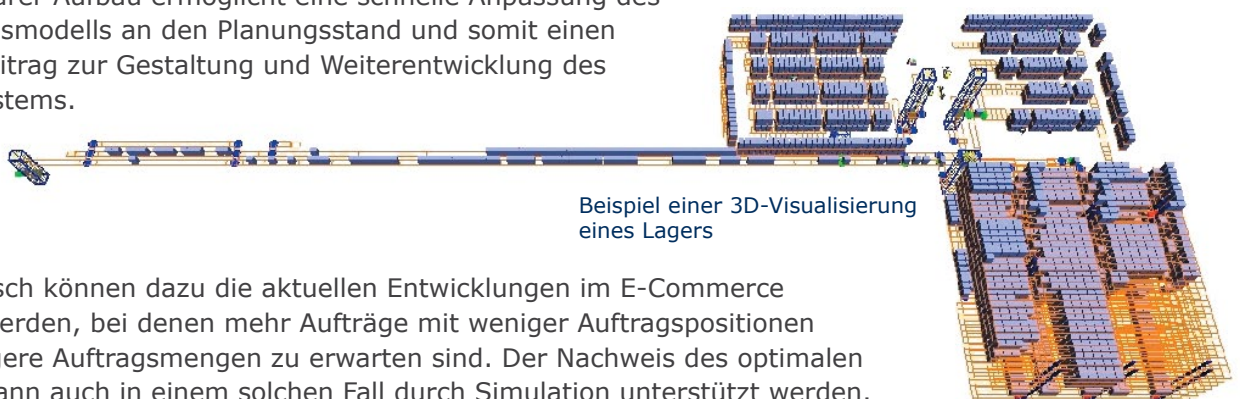 arer Aufbau ermöglicht eine schnelle Anpassung des
smodells an den Planungsstand und somit einen
itrag zur Gestaltung und Weiterentwicklung des
stems.
Beispiel einer 3D-Visualisierung
eines Lagers
sch können dazu die aktuellen Entwicklungen im E-Commerce
erden, bei denen mehr Aufträge mit weniger Auftragspositionen
gere Auftragsmengen zu erwarten sind. Der Nachweis des optimalen
ann auch in einem solchen Fall durch Simulation unterstützt werden.